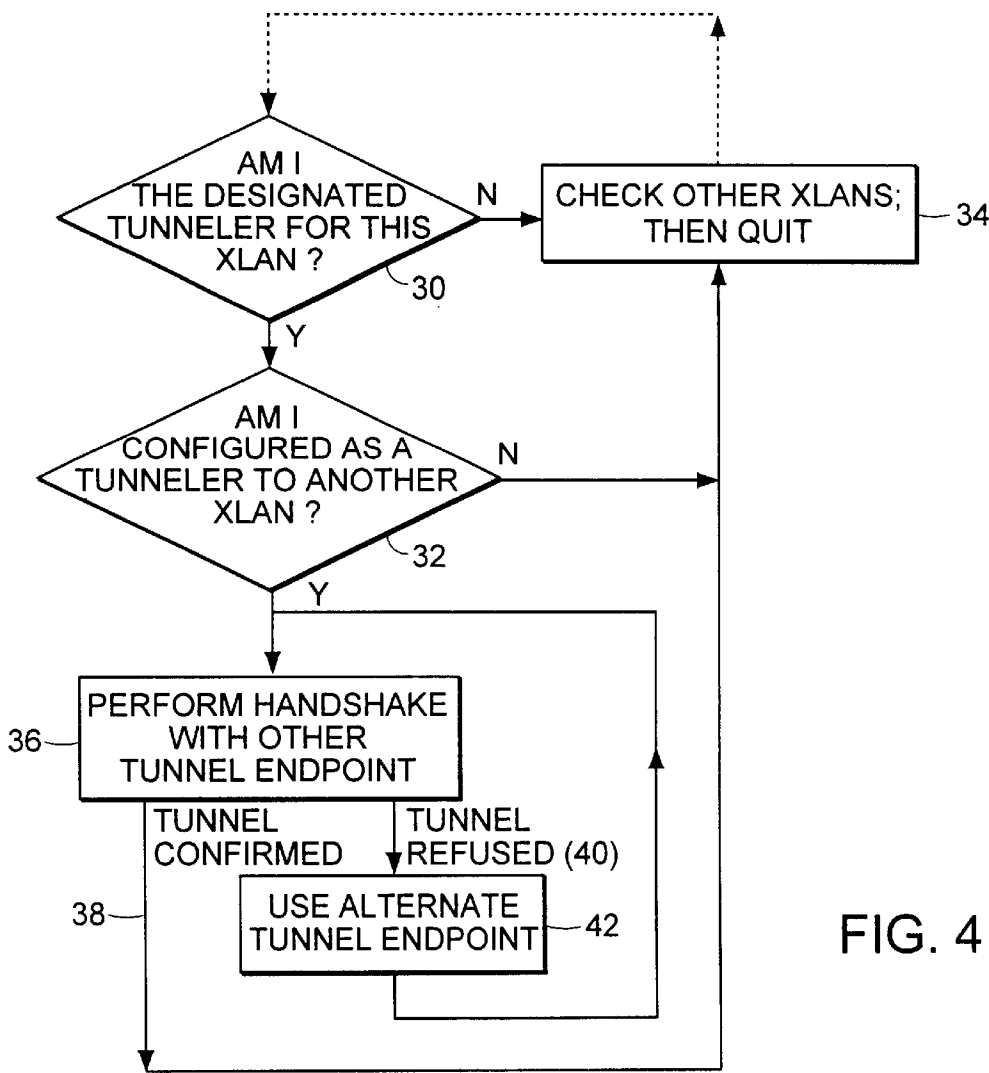 AM I
THE DESIGNATED
TUNNELER FOR THIS
XLAN ?
N
30
Y
CHECK OTHER XLANS;
THEN QUIT
34
AM I
CONFIGURED AS A
TUNNELER TO ANOTHER
XLAN ?
N
32
Y
PERFORM HANDSHAKE
WITH OTHER
TUNNEL ENDPOINT
36
TUNNEL
CONFIRMED
TUNNEL
REFUSED (40)
38
USE ALTERNATE
TUNNEL ENDPOINT
42
FIG. 4